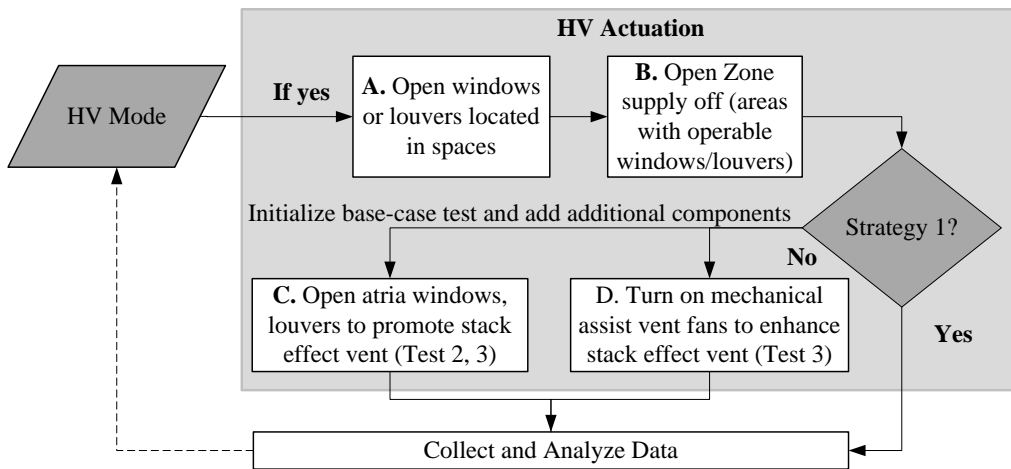 HV Actuation
HV Mode
If yes
A. Open windows
or louvers located
in spaces
B. Open Zone
supply off (areas
with operable
windows/louvers)
Initialize base-case test and add additional components
Strategy 1?
No
Yes
C. Open atria windows,
louvers to promote stack
effect vent (Test 2, 3)
D. Turn on mechanical
assist vent fans to enhance
stack effect vent (Test 3)
Collect and Analyze Data